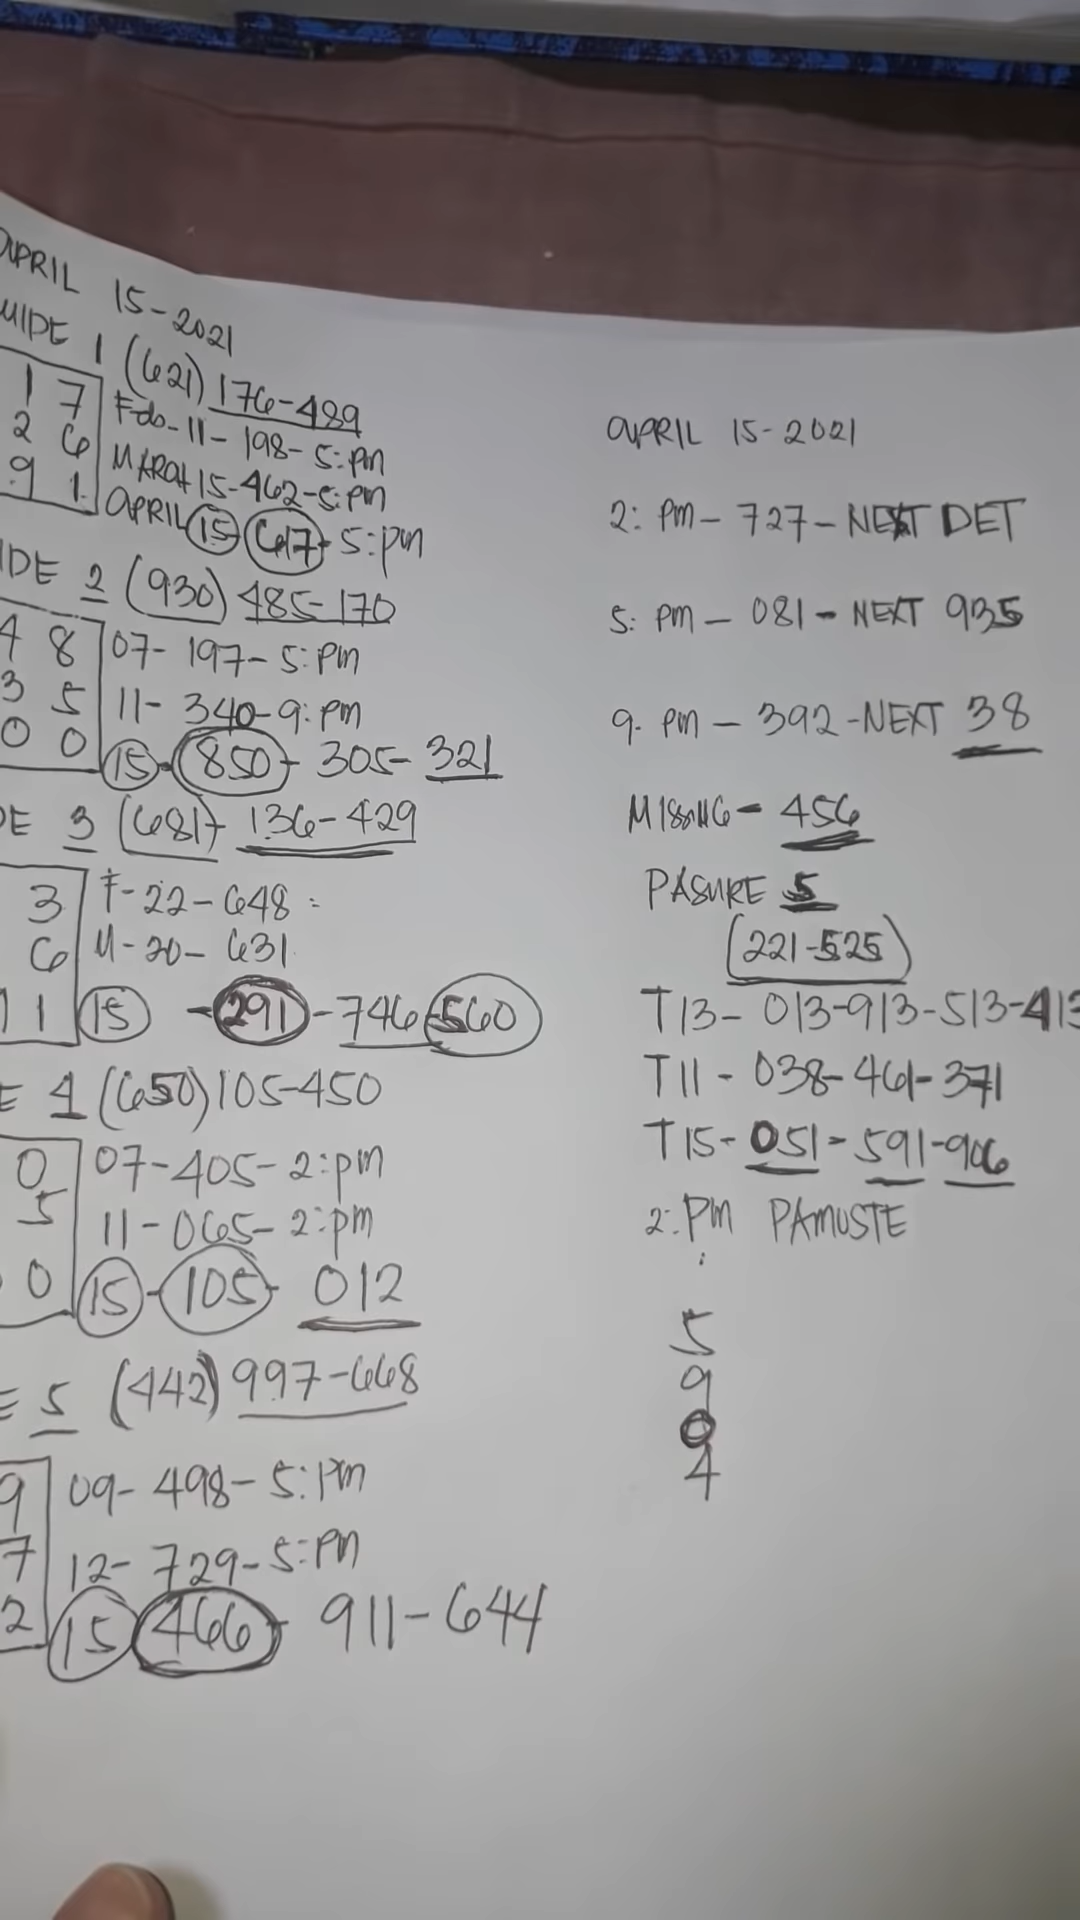 APRIL 15-2021
UIDE 1 (621) 176-489
1 7
2 6
9 1
Feb-11-198-5:pm
MARCH 15-462-5:pm
APRIL 15 617-5:pm
IDE 2 (930) 485-170
4 8
3 5
0 0
07-197-5:pm
11-340-9:pm
15-850-305-321
DE 3 (681)-136-429
3
6
1 1
F-22-648
M-20-631
15 -291-746-560
E 4 (650) 105-450
0
5
0
07-405-2:pm
11-065-2:pm
15-105-012
E 5 (442) 997-668
9
7
2
09-498-5:pm
12-729-5:pm
15 466-911-644
APRIL 15-2021
2: pm-727-NEXT DET
5: pm-081-NEXT 935
9. pm-392-NEXT 38
MISSING-456
PASURE 5
(221-525)
T13-013-913-513-413
T11-038-461-371
T15-051-591-906
2:pm PAMUSTE
5
9
0
4